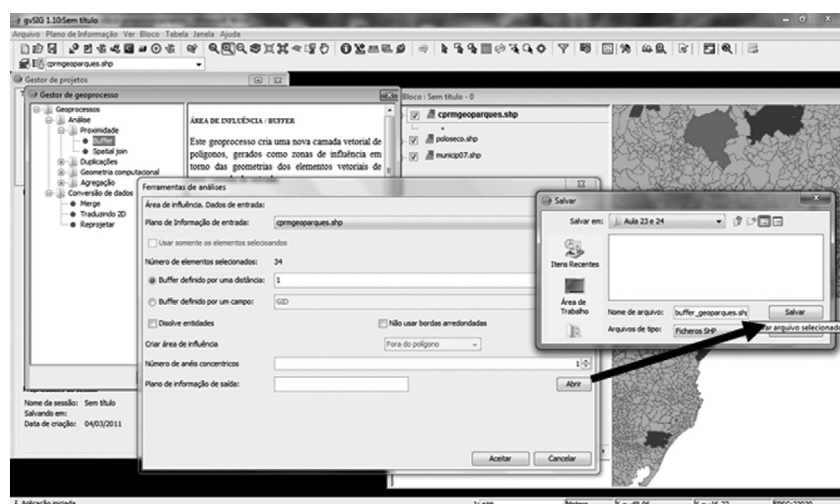 gvSIG 1.10:Sem título
Arquivo Plano de Informação Ver Bloco Tabela Janela Ajuda
cprmgeoparques.shp
Gestor de projetos
Gestor de geoprocesso
Geoprocessos
Análise
Proximidade
Buffer
Spatial join
Duplicações
Geometria computacional
Agregação
Conversão de dados
Merge
Traduzindo 2D
Reprojetar
ÁREA DE INFLUÊNCIA / BUFFER
Este geoprocesso cria uma nova camada vetorial de
polígonos, gerados como zonas de influência em
torno das geometrias dos elementos vetoriais de
Bloco : Sem título - 0
cprmgeoparques.shp
poloseco.shp
municip07.shp
Ferramentas de análises
Área de influência. Dados de entrada:
Plano de Informação de entrada:
cprmgeoparques.shp
Usar somente os elementos selecioandos
Número de elementos selecionados:
34
Buffer definido por uma distância:
1
Buffer definido por um campo:
GID
Disolve entidades
Não usar bordas arredondadas
Criar área de influência
Fora do polígono
Número de anéis concentricos
1
Plano de informação de saída:
Abrir
Aceitar
Cancelar
Salvar
Salvar em:
Aula 23 e 24
Itens Recentes
Área de
Trabalho
Nome de arquivo:
buffer_geoparques.sh
Salvar
Arquivos de tipo:
Ficheros SHP
ar arquivo selecionado
Nome da sessão: Sem título
Salvando em:
Data de criação: 04/03/2011
Aplicação iniciada